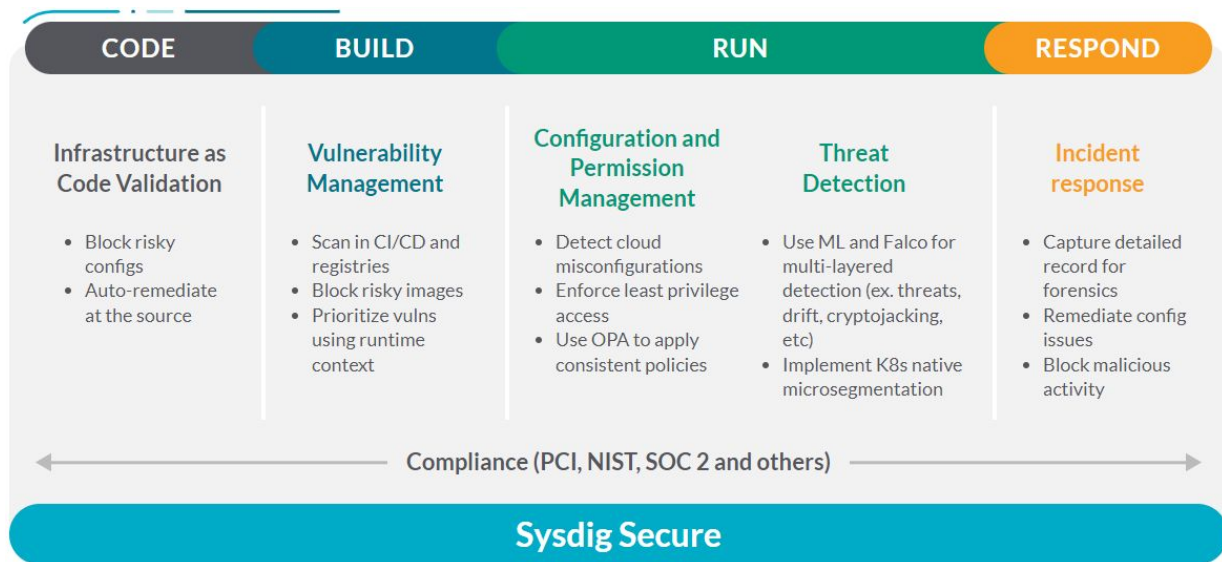 CODE
BUILD
RUN
RESPOND
Infrastructure as
Code Validation
• Block risky
configs
• Auto-remediate
at the source
Vulnerability
Management
• Scan in CI/CD and
registries
• Block risky images
• Prioritize vulns
using runtime
context
Configuration and
Permission
Management
• Detect cloud
misconfigurations
• Enforce least privilege
access
• Use OPA to apply
consistent policies
Threat
Detection
• Use ML and Falco for
multi-layered
detection (ex. threats,
drift, cryptojacking,
etc)
• Implement K8s native
microsegmentation
Incident
response
• Capture detailed
record for
forensics
• Remediate config
issues
• Block malicious
activity
Compliance (PCI, NIST, SOC 2 and others)
Sysdig Secure